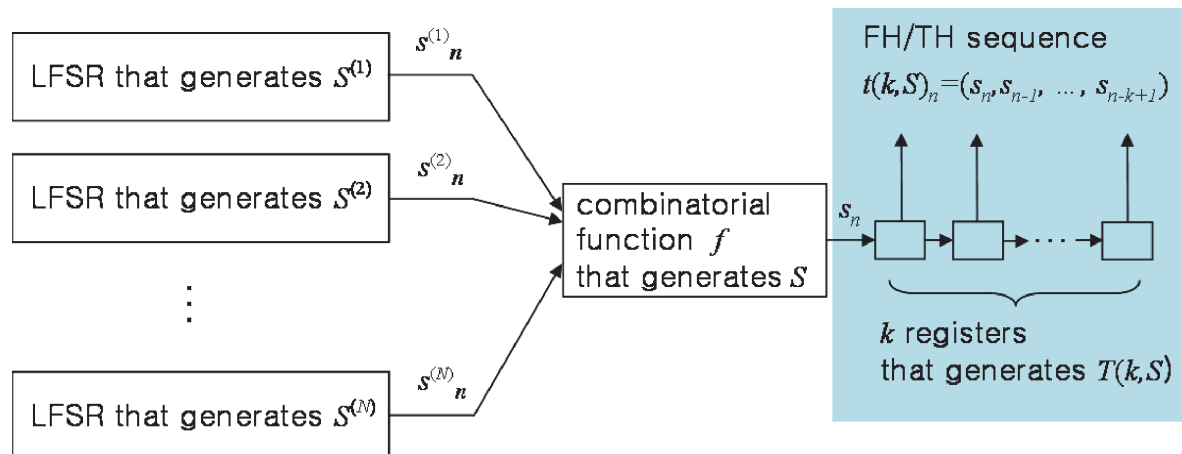 LFSR that generates S⁽¹⁾
s⁽¹⁾ₙ
LFSR that generates S⁽²⁾
s⁽²⁾ₙ
⋮
LFSR that generates S⁽ᴺ⁾
s⁽ᴺ⁾ₙ
combinatorial
function f
that generates S
sₙ
FH/TH sequence
t(k,S)ₙ=(sₙ,sₙ₋₁, ..., sₙ₋ₖ₊₁)
···
k registers
that generates T(k,S)